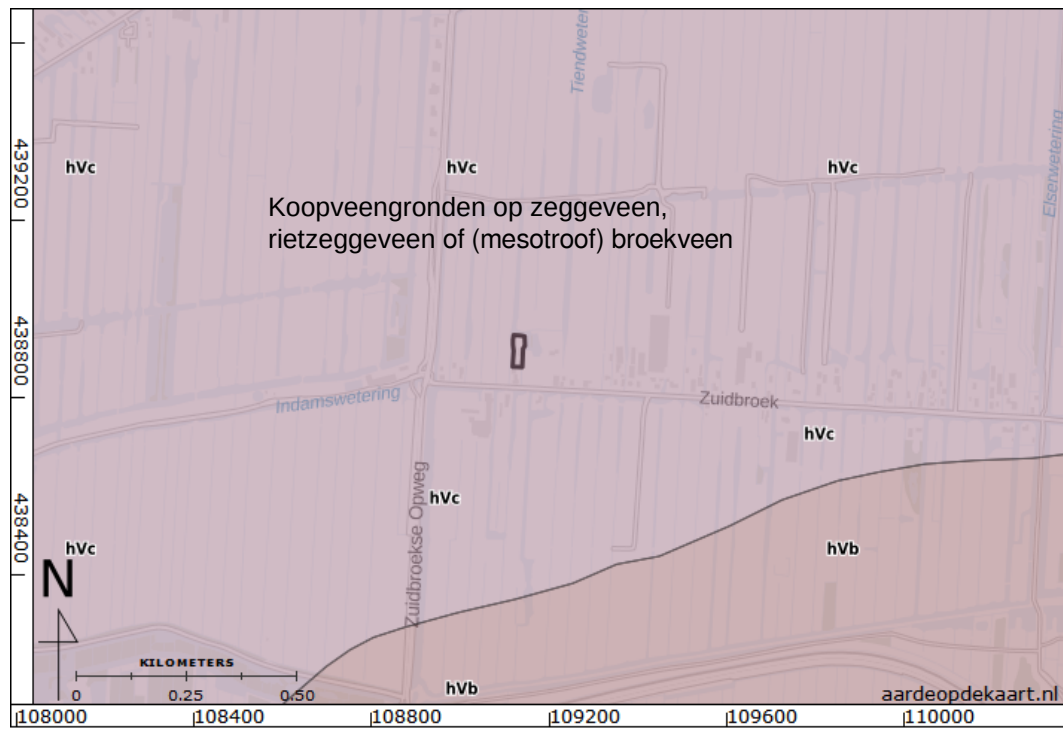 Tiendweter
Elserwetering
439200
hVc
hVc
hVc
Koopveengronden op zeggeveen,
rietzeggeveen of (mesotroof) broekveen
438800
Indamswetering
Zuidbroek
hVc
Zuidbroekse Opweg
hVc
438400
hVc
hVb
N
KILOMETERS
0 0.25 0.50
hVb
aardeopdekaart.nl
108000 108400 108800 109200 109600 110000